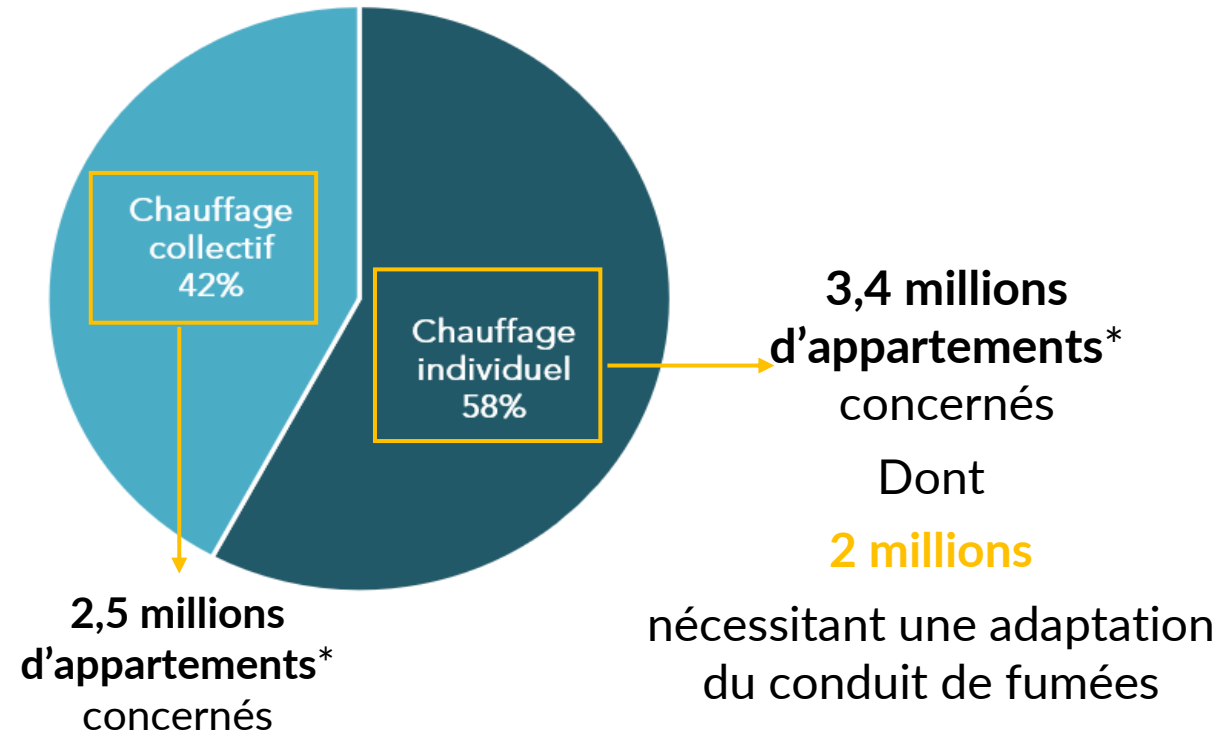 Chauffage
collectif
42%
Chauffage
individuel
58%
3,4 millions
d’appartements*
concernés
Dont
2 millions
nécessitant une adaptation
du conduit de fumées
2,5 millions
d’appartements*
concernés